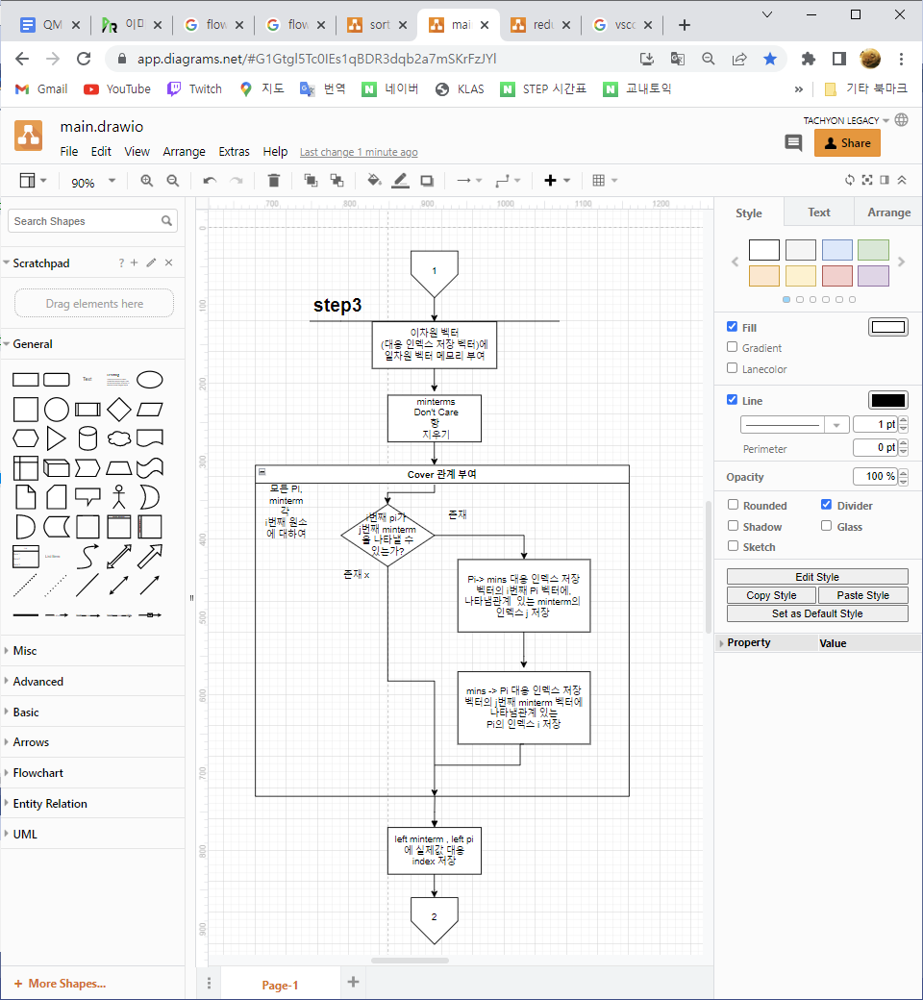 QM
이미
flow
flow
sort
mai
redu
vsco
app.diagrams.net/#G1Gtgl5Tc0IEs1qBDR3dqb2a7mSKrFzJYl
Gmail
YouTube
Twitch
지도
번역
네이버
KLAS
STEP 시간표
교내토익
»
기타 북마크
main.drawio
File Edit View Arrange Extras Help Last change 1 minute ago
TACHYON LEGACY
Share
90%
Search Shapes
Scratchpad
Drag elements here
General
Text
Heading
List Item
Misc
Advanced
Basic
Arrows
Flowchart
Entity Relation
UML
+ More Shapes...
700 800 900 1000 1100 1200
0
100
200
300
400
500
600
700
800
900
1
step3
이차원 벡터
(대응 인덱스 저장 벡터)에
일차원 벡터 메모리 부여
minterms
Don't Care
항
지우기
Cover 관계 부여
모든 PI,
minterm
각
i번째 원소
에 대하여
i번째 pi가
j번째 minterm
을 나타낼 수
있는가?
존재
존재 x
Pi-> mins 대응 인덱스 저장
벡터의 i번째 Pi 벡터에,
나타냄관계 있는 minterm의
인덱스 j 저장
mins -> Pi 대응 인덱스 저장
벡터의 j번째 minterm 벡터에
나타냄관계 있는
Pi의 인덱스 i 저장
left minterm , left pi
에 실제값 대응
index 저장
2
Page-1
Style Text Arrange
Fill
Gradient
Lanecolor
Line
1 pt
Perimeter 0 pt
Opacity 100 %
Rounded Divider
Shadow Glass
Sketch
Edit Style
Copy Style Paste Style
Set as Default Style
Property Value